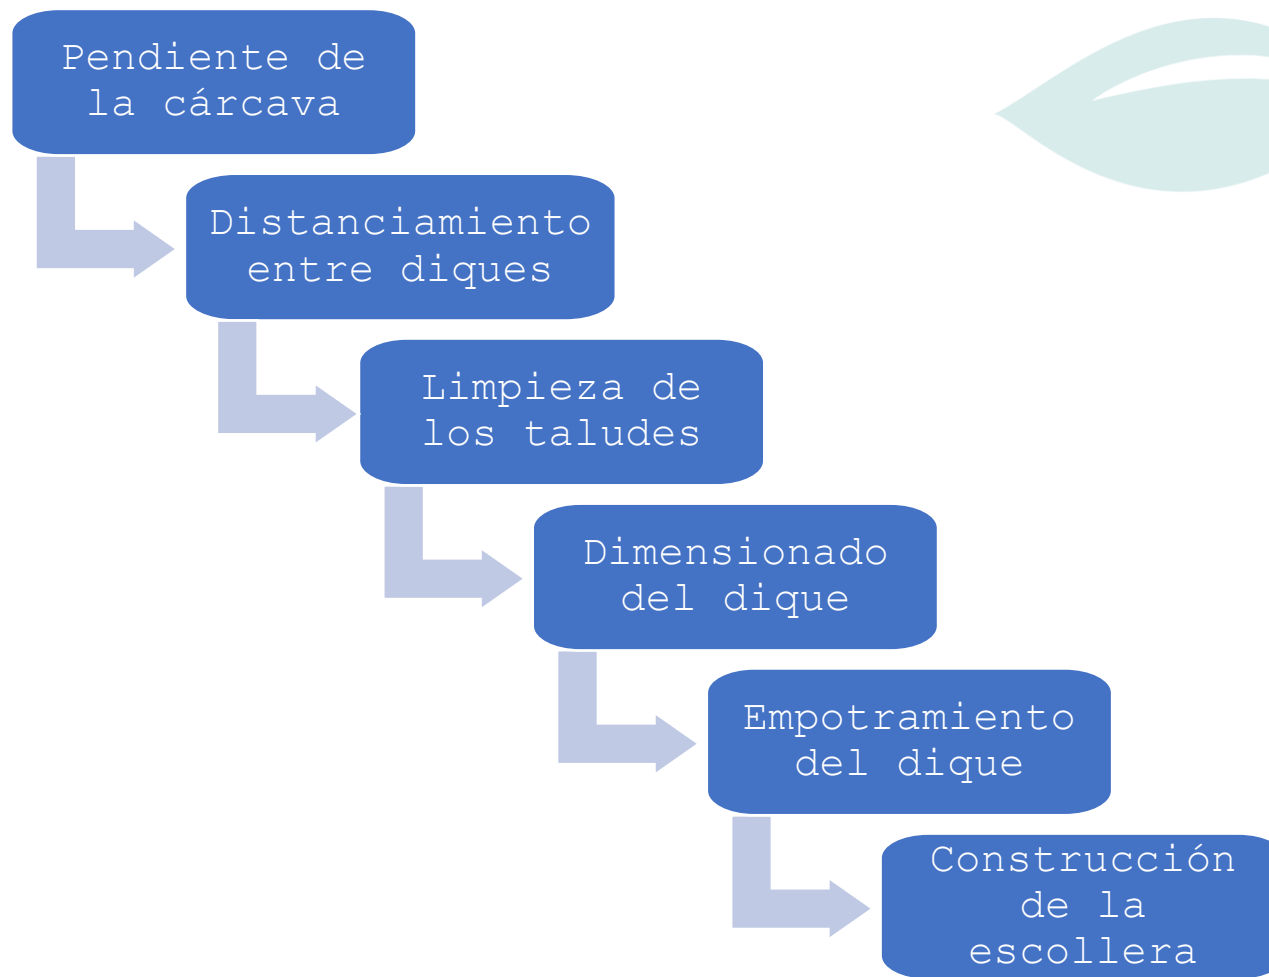 Pendiente de
la cárcava
Distanciamiento
entre diques
Limpieza de
los taludes
Dimensionado
del dique
Empotramiento
del dique
Construcción
de la
escollera